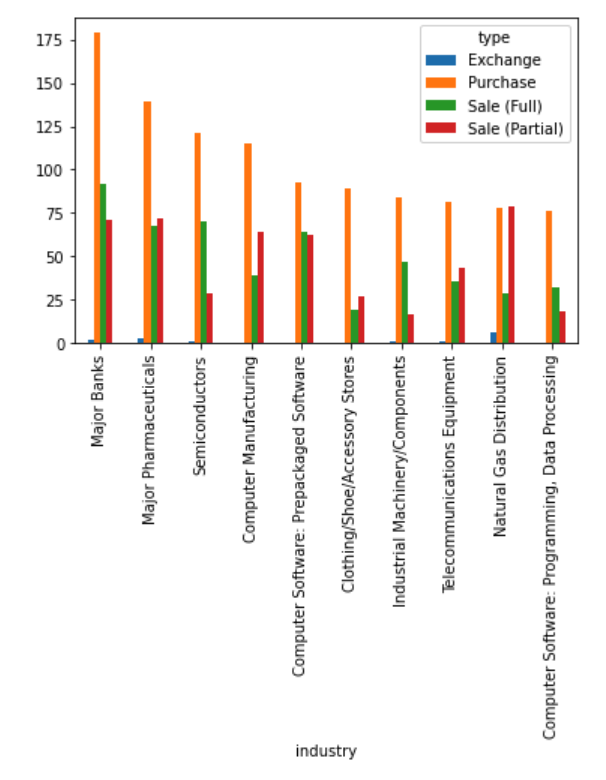 175
150
125
100
75
50
25
0
type
Exchange
Purchase
Sale (Full)
Sale (Partial)
Major Banks
Major Pharmaceuticals
Semiconductors
Computer Manufacturing
Computer Software: Prepackaged Software
Clothing/Shoe/Accessory Stores
Industrial Machinery/Components
Telecommunications Equipment
Natural Gas Distribution
Computer Software: Programming, Data Processing
industry